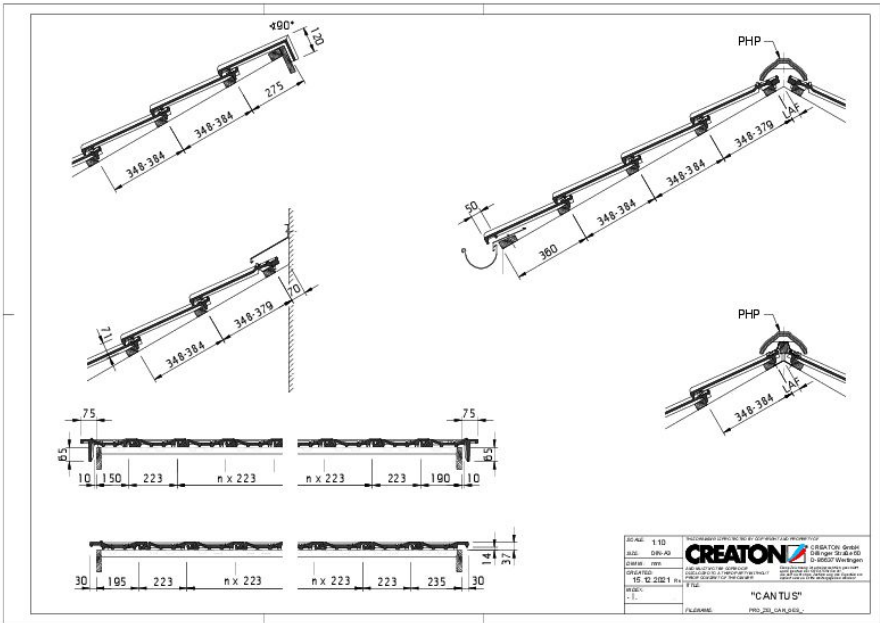 ∢90°
120
275
348-384
348-384
PHP
LAF
348-379
348-384
348-384
360
50
70
348-379
348-384
71
PHP
LAF
348-384
75
75
65
65
10 150 223 n x 223
n x 223 223 190 10
14
37
30 195 223 n x 223
n x 223 223 235 30
SCALE: 1:10
SIZE: DIN-A3
DIM IN: mm
CREATED:
15.12.2021
INDEX:
- 1.
CREATON
CREATON GmbH
Dillinger Straße 60
D-86637 Wertingen
TITLE:
"CANTUS"
FILENAME: